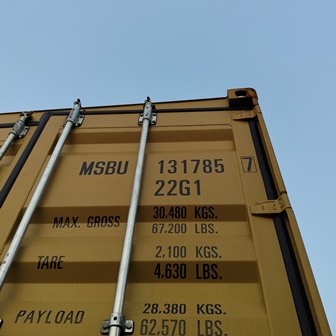 MSBU 131785 7
22G1
MAX. GROSS 30.480 KGS.
67.200 LBS.
TARE 2.100 KGS.
4.630 LBS.
PAYLOAD 28.380 KGS.
62.570 LBS.